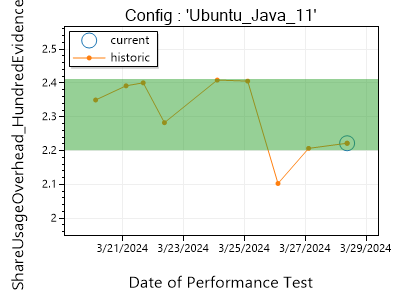 Config : 'Ubuntu_Java_11'
ShareUsageOverhead_HundredEvidence
current
historic
2.5
2.4
2.3
2.2
2.1
2
3/21/2024
3/23/2024
3/25/2024
3/27/2024
3/29/2024
Date of Performance Test